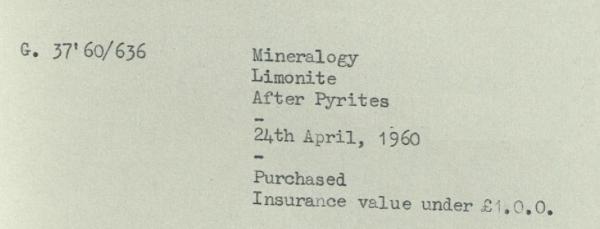 G. 37'60/636
Mineralogy
Limonite
After Pyrites
-
24th April, 1960
-
Purchased
Insurance value under £1.0.0.